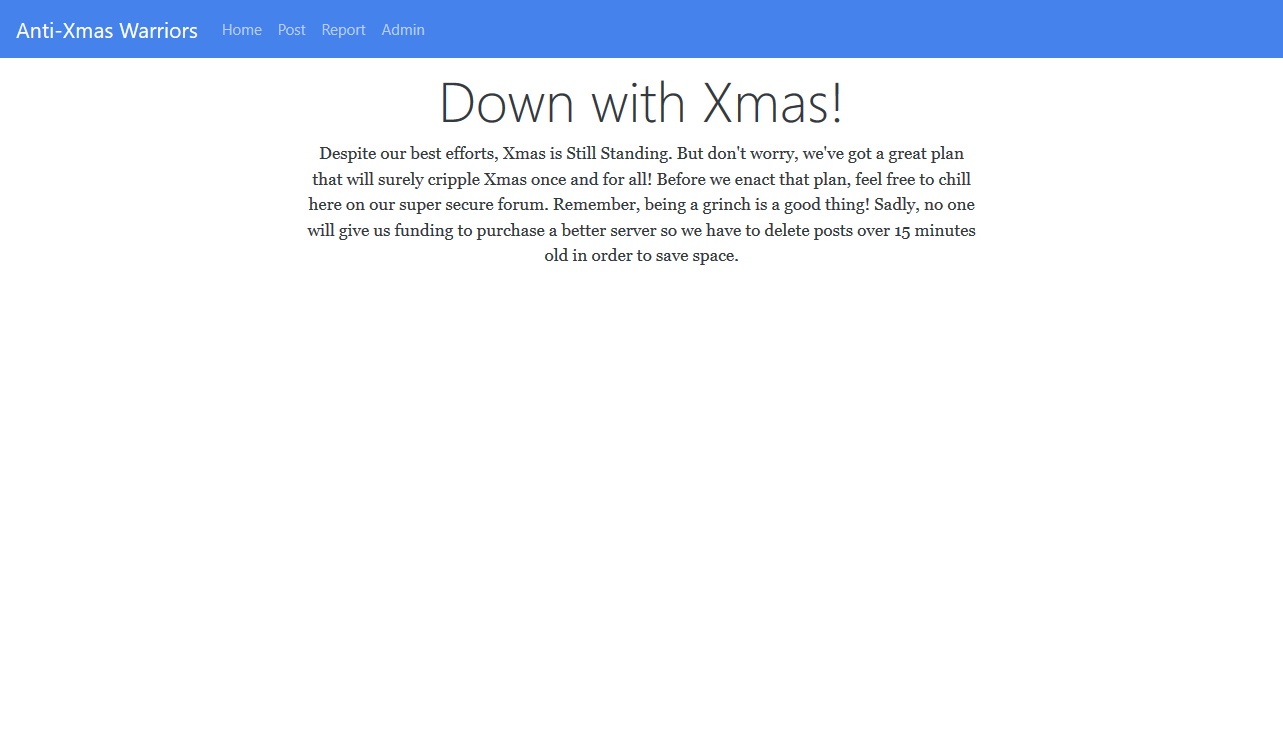 Anti-Xmas Warriors Home Post Report Admin
Down with Xmas!
Despite our best efforts, Xmas is Still Standing. But don't worry, we've got a great plan
that will surely cripple Xmas once and for all! Before we enact that plan, feel free to chill
here on our super secure forum. Remember, being a grinch is a good thing! Sadly, no one
will give us funding to purchase a better server so we have to delete posts over 15 minutes
old in order to save space.